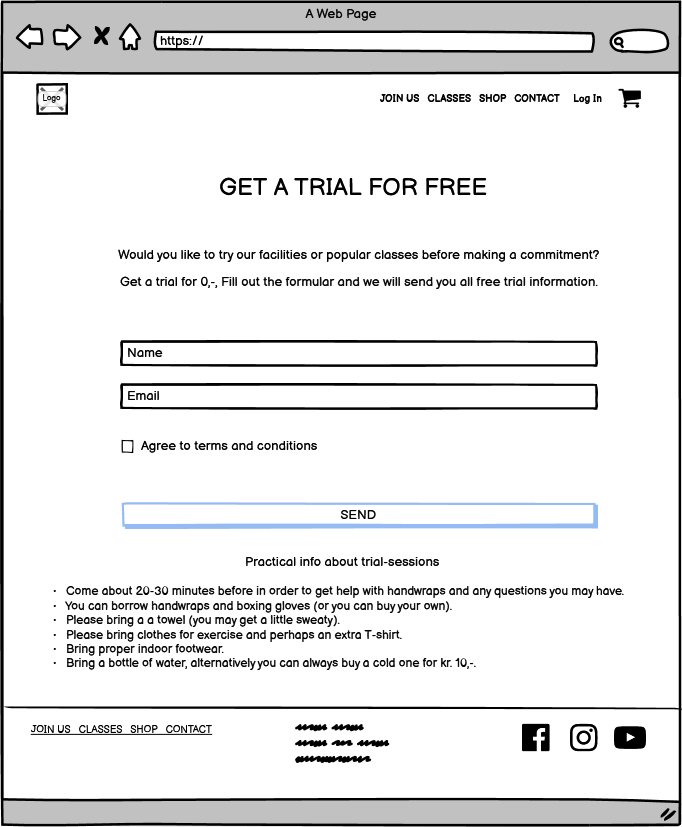 A Web Page
https://
Logo
JOIN US CLASSES SHOP CONTACT Log In
GET A TRIAL FOR FREE
Would you like to try our facilities or popular classes before making a commitment?
Get a trial for 0,-, Fill out the formular and we will send you all free trial information.
Name
Email
Agree to terms and conditions
SEND
Practical info about trial-sessions
· Come about 20-30 minutes before in order to get help with handwraps and any questions you may have.
· You can borrow handwraps and boxing gloves (or you can buy your own).
· Please bring a a towel (you may get a little sweaty).
· Please bring clothes for exercise and perhaps an extra T-shirt.
· Bring proper indoor footwear.
· Bring a bottle of water, alternatively you can always buy a cold one for kr. 10,-.
JOIN US CLASSES SHOP CONTACT